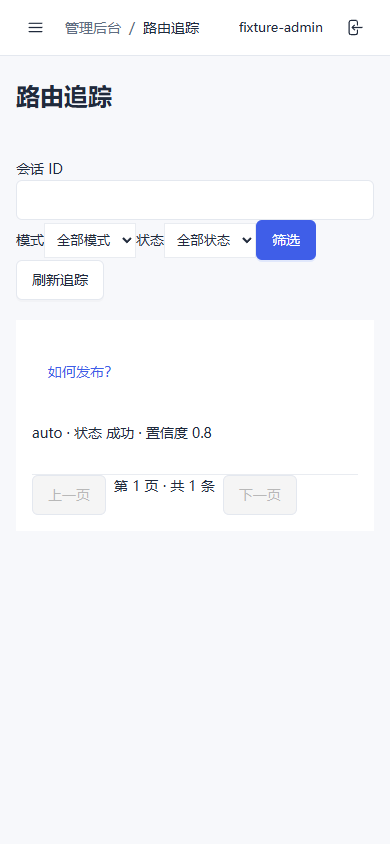 管理后台 / 路由追踪 fixture-admin
路由追踪
会话 ID
模式 全部模式 状态 全部状态 筛选
刷新追踪
如何发布?
auto · 状态 成功 · 置信度 0.8
上一页 第 1 页 · 共 1 条 下一页